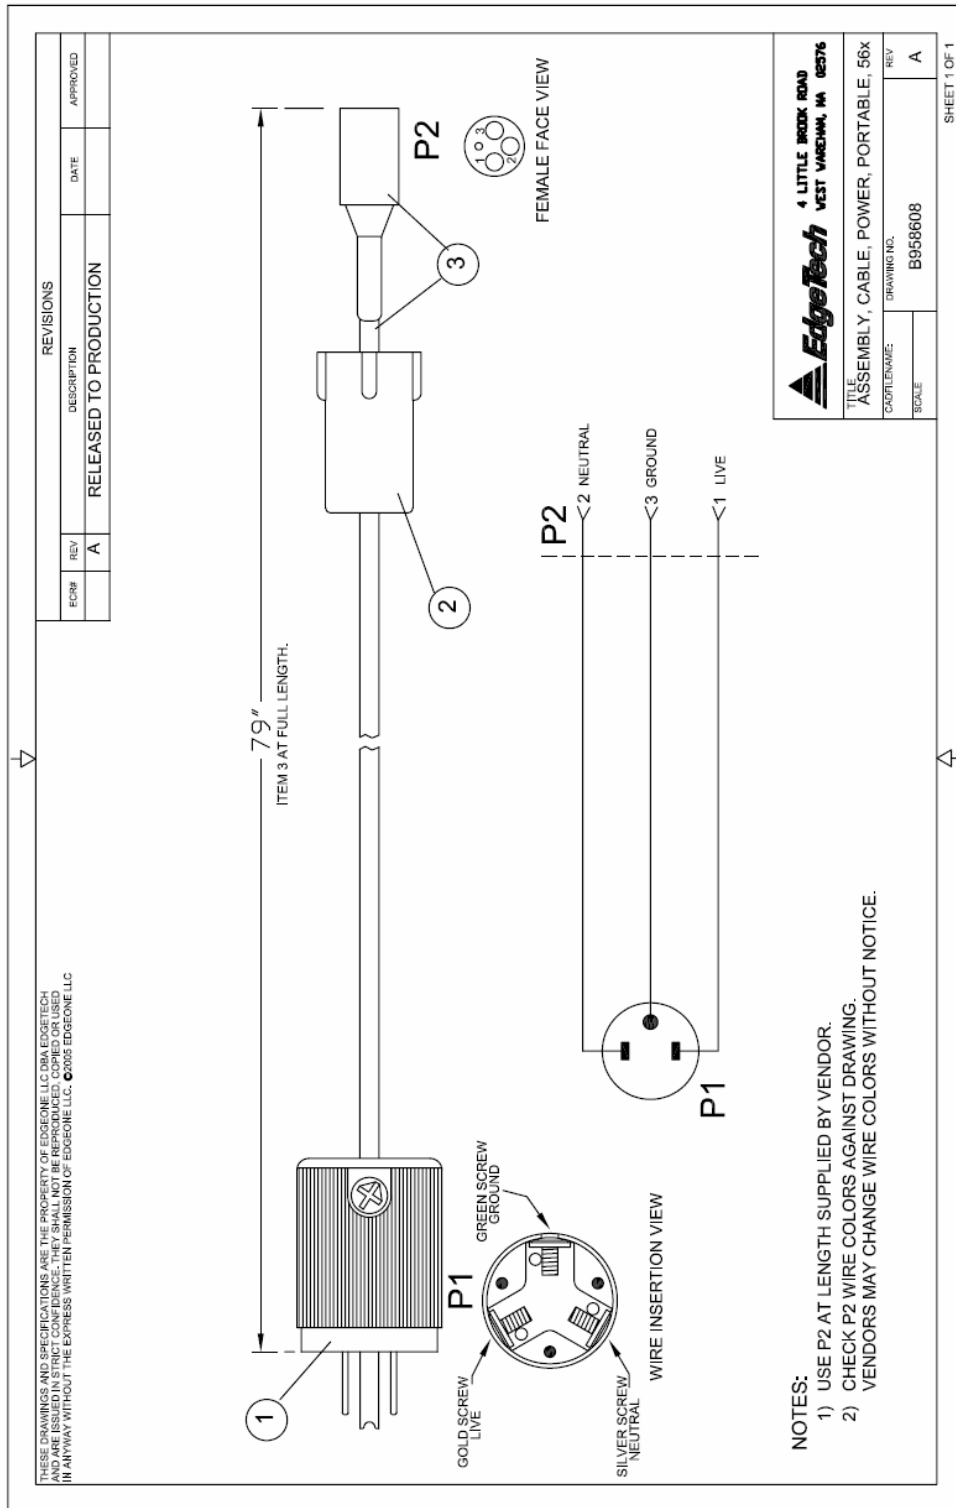 THESE DRAWINGS AND SPECIFICATIONS ARE THE PROPERTY OF EDGEONE LLC DBA EDGETECH
AND ARE ISSUED IN STRICT CONFIDENCE. THEY SHALL NOT BE REPRODUCED, COPIED OR USED
IN ANYWAY WITHOUT THE EXPRESS WRITTEN PERMISSION OF EDGEONE LLC. ©2005 EDGEONE LLC
REVISIONS
ECR# REV DESCRIPTION DATE APPROVED
A RELEASED TO PRODUCTION
79"
ITEM 3 AT FULL LENGTH.
1
P1
2
3
P2
1 3
2
FEMALE FACE VIEW
GOLD SCREW
LIVE
GREEN SCREW
GROUND
SILVER SCREW
NEUTRAL
WIRE INSERTION VIEW
P1
P2
2 NEUTRAL
3 GROUND
1 LIVE
NOTES:
1) USE P2 AT LENGTH SUPPLIED BY VENDOR.
2) CHECK P2 WIRE COLORS AGAINST DRAWING.
VENDORS MAY CHANGE WIRE COLORS WITHOUT NOTICE.
EdgeTech
4 LITTLE BROOK ROAD
WEST WAREHAM, MA 02576
TITLE
ASSEMBLY, CABLE, POWER, PORTABLE, 56x
CADFILENAME: DRAWING NO. REV
B958608 A
SCALE
SHEET 1 OF 1